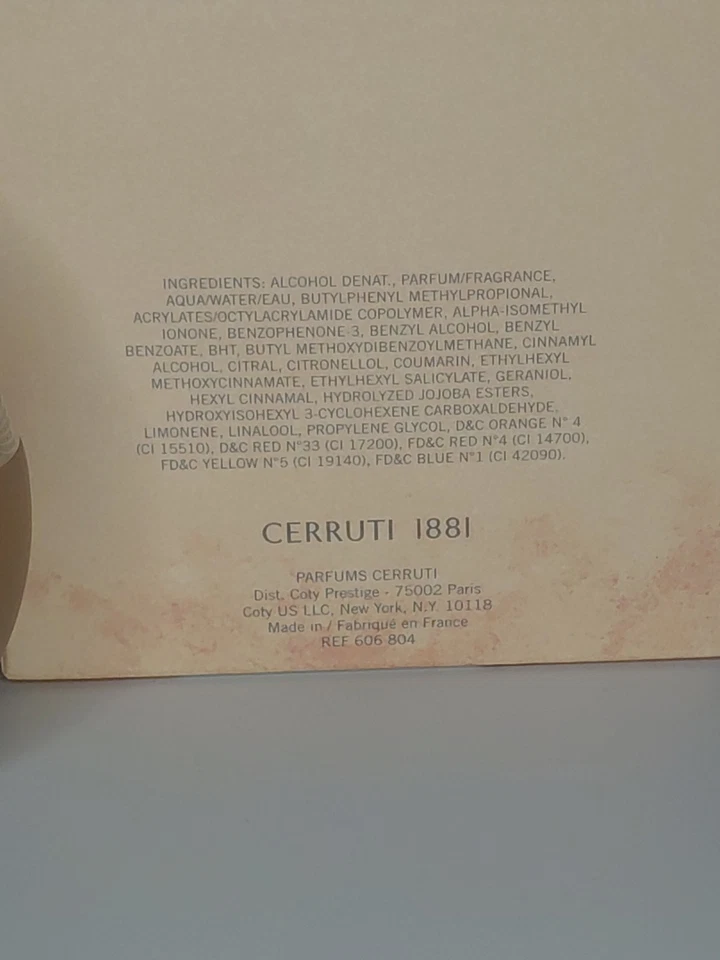 INGREDIENTS: ALCOHOL DENAT., PARFUM/FRAGRANCE,
AQUA/WATER/EAU, BUTYLPHENYL METHYLPROPIONAL,
ACRYLATES/OCTYLACRYLAMIDE COPOLYMER, ALPHA-ISOMETHYL
IONONE, BENZOPHENONE-3, BENZYL ALCOHOL, BENZYL
BENZOATE, BHT, BUTYL METHOXYDIBENZOYLMETHANE, CINNAMYL
ALCOHOL, CITRAL, CITRONELLOL, COUMARIN, ETHYLHEXYL
METHOXYCINNAMATE, ETHYLHEXYL SALICYLATE, GERANIOL,
HEXYL CINNAMAL, HYDROLYZED JOJOBA ESTERS,
HYDROXYISOHEXYL 3-CYCLOHEXENE CARBOXALDEHYDE,
LIMONENE, LINALOOL, PROPYLENE GLYCOL, D&C ORANGE N° 4
(CI 15510), D&C RED N°33 (CI 17200), FD&C RED N°4 (CI 14700),
FD&C YELLOW N°5 (CI 19140), FD&C BLUE N°1 (CI 42090).
CERRUTI 1881
PARFUMS CERRUTI
Dist. Coty Prestige - 75002 Paris
Coty US LLC, New York, N.Y. 10118
Made in / Fabriqué en France
REF 606 804